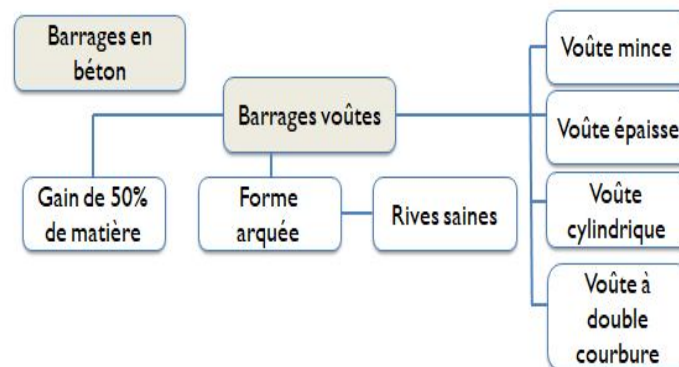 Barrages en
béton
Barrages voûtes
Gain de 50%
de matière
Forme
arquée
Rives saines
Voûte mince
Voûte épaisse
Voûte
cylindrique
Voûte à
double
courbure